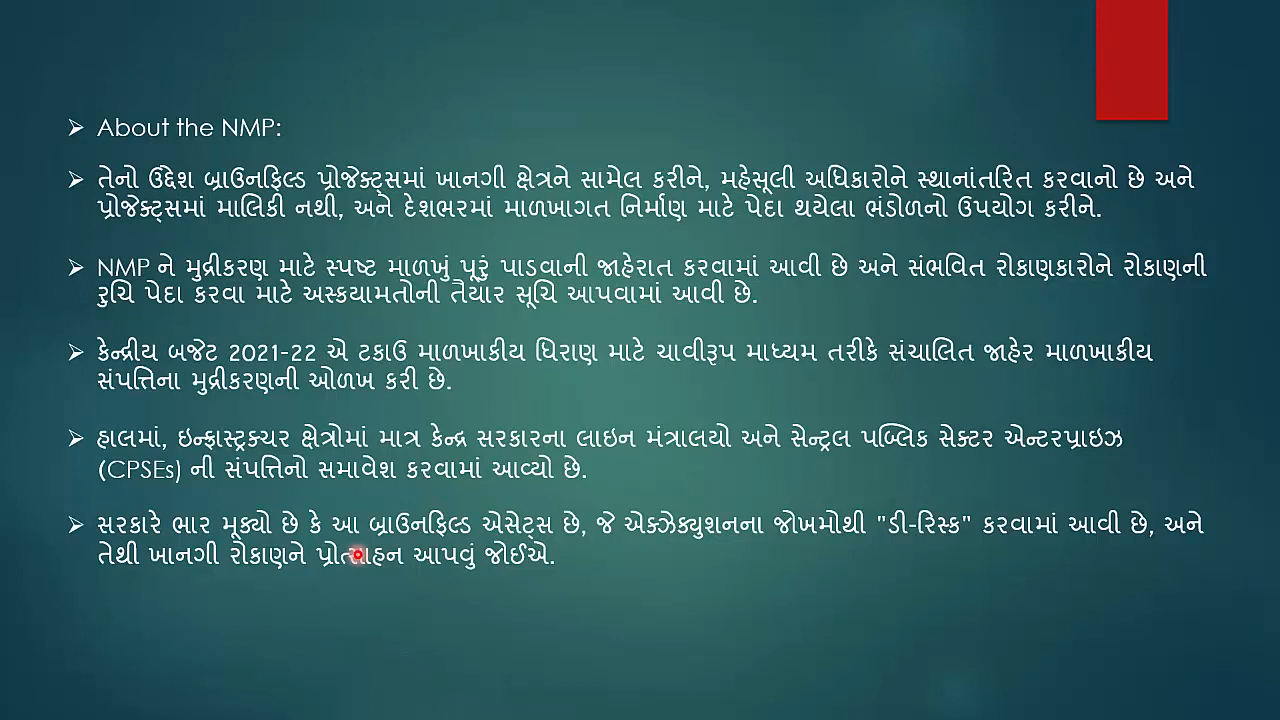 About the NMP:
તેનો ઉદ્દેશ બ્રાઉનફિલ્ડ પ્રોજેક્ટ્સમાં ખાનગી ક્ષેત્રને સામેલ કરીને, મહેસૂલી અધિકારોને સ્થાનાંતરિત કરવાનો છે અને
પ્રોજેક્ટ્સમાં માલિકી નથી, અને દેશભરમાં માળખાગત નિર્માણ માટે પેદા થયેલા ભંડોળનો ઉપયોગ કરીને.
NMP ને મુદ્રીકરણ માટે સ્પષ્ટ માળખું પૂરું પાડવાની જાહેરાત કરવામાં આવી છે અને સંભવિત રોકાણકારોને રોકાણની
રુચિ પેદા કરવા માટે અસ્કયામતોની તૈયાર સૂચિ આપવામાં આવી છે.
કેન્દ્રીય બજેટ 2021-22 એ ટકાઉ માળખાકીય ધિરાણ માટે ચાવીરૂપ માધ્યમ તરીકે સંચાલિત જાહેર માળખાકીય
સંપત્તિના મુદ્રીકરણની ઓળખ કરી છે.
હાલમાં, ઇન્ફ્રાસ્ટ્રક્ચર ક્ષેત્રોમાં માત્ર કેન્દ્ર સરકારના લાઇન મંત્રાલયો અને સેન્ટ્રલ પબ્લિક સેક્ટર એન્ટરપ્રાઇઝ
(CPSEs) ની સંપત્તિનો સમાવેશ કરવામાં આવ્યો છે.
સરકારે ભાર મૂક્યો છે કે આ બ્રાઉનફિલ્ડ એસેટ્સ છે, જે એક્ઝેક્યુશનના જોખમોથી "ડી-રિસ્ક" કરવામાં આવી છે, અને
તેથી ખાનગી રોકાણને પ્રોત્સાહન આપવું જોઈએ.